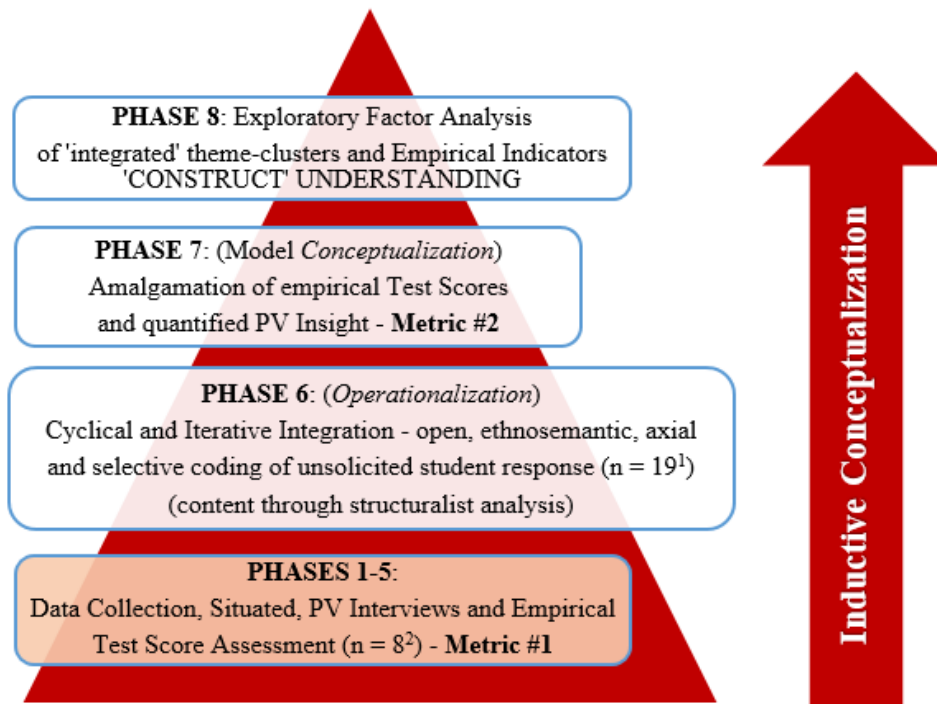 PHASE 8: Exploratory Factor Analysis
of 'integrated' theme-clusters and Empirical Indicators
'CONSTRUCT' UNDERSTANDING
PHASE 7: (Model Conceptualization)
Amalgamation of empirical Test Scores
and quantified PV Insight - Metric #2
PHASE 6: (Operationalization)
Cyclical and Iterative Integration - open, ethnosemantic, axial
and selective coding of unsolicited student response (n = 19¹)
(content through structuralist analysis)
PHASES 1-5:
Data Collection, Situated, PV Interviews and Empirical
Test Score Assessment (n = 8²) - Metric #1
Inductive Conceptualization